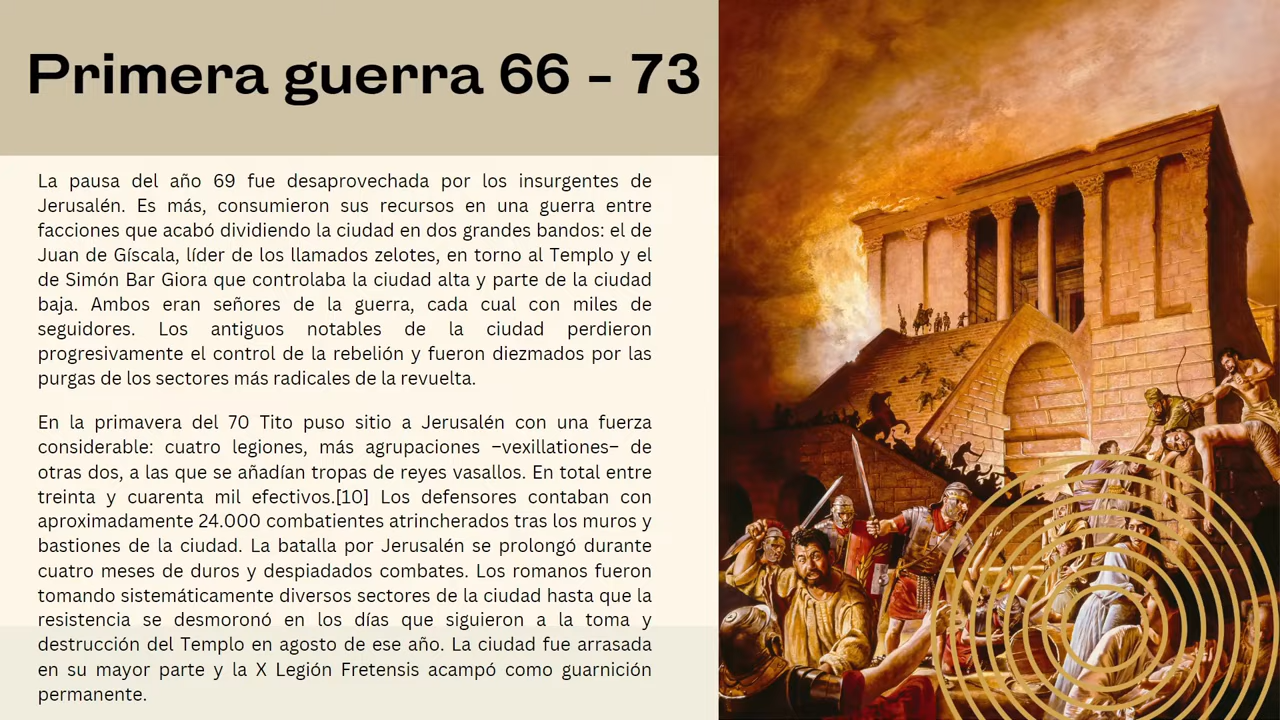 Primera guerra 66 – 73
La pausa del año 69 fue desaprovechada por los insurgentes de
Jerusalén. Es más, consumieron sus recursos en una guerra entre
facciones que acabó dividiendo la ciudad en dos grandes bandos: el de
Juan de Gíscala, líder de los llamados zelotes, en torno al Templo y el
de Simón Bar Giora que controlaba la ciudad alta y parte de la ciudad
baja. Ambos eran señores de la guerra, cada cual con miles de
seguidores. Los antiguos notables de la ciudad perdieron
progresivamente el control de la rebelión y fueron diezmados por las
purgas de los sectores más radicales de la revuelta.
En la primavera del 70 Tito puso sitio a Jerusalén con una fuerza
considerable: cuatro legiones, más agrupaciones –vexillationes– de
otras dos, a las que se añadían tropas de reyes vasallos. En total entre
treinta y cuarenta mil efectivos.[10] Los defensores contaban con
aproximadamente 24.000 combatientes atrincherados tras los muros y
bastiones de la ciudad. La batalla por Jerusalén se prolongó durante
cuatro meses de duros y despiadados combates. Los romanos fueron
tomando sistemáticamente diversos sectores de la ciudad hasta que la
resistencia se desmoronó en los días que siguieron a la toma y
destrucción del Templo en agosto de ese año. La ciudad fue arrasada
en su mayor parte y la X Legión Fretensis acampó como guarnición
permanente.